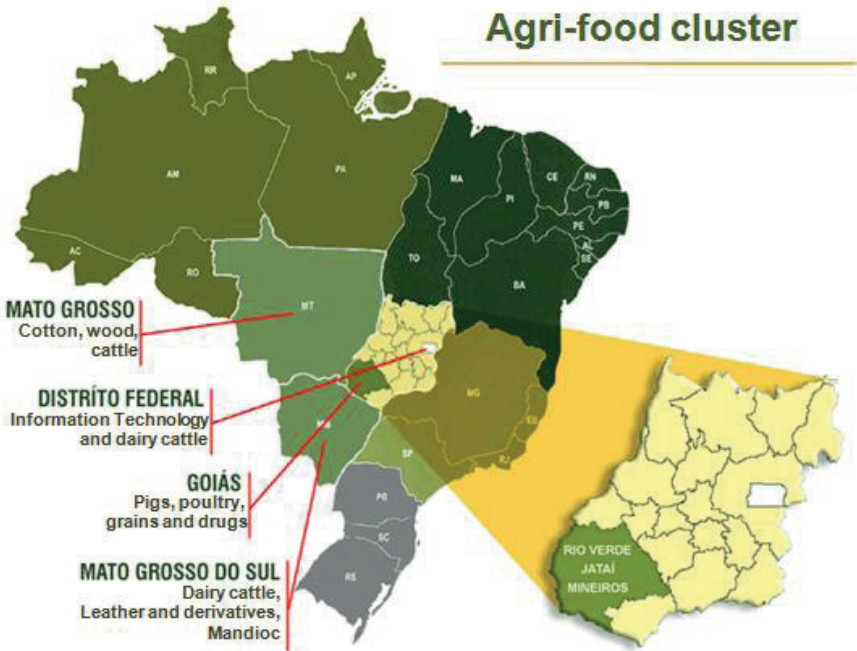 Agri-food cluster
RR
AP
AM
PA
MA
CE
RN
PI
PB
PE
AL
SE
AC
RO
TO
BA
MT
MATO GROSSO
Cotton, wood,
cattle
DISTRÍTO FEDERAL
Information Technology
and dairy cattle
MG
ES
RJ
SP
GOIÁS
Pigs, poultry,
grains and drugs
PR
SC
RS
MATO GROSSO DO SUL
Dairy cattle,
Leather and derivatives,
Mandioc
RIO VERDE
JATAÍ
MINEIROS